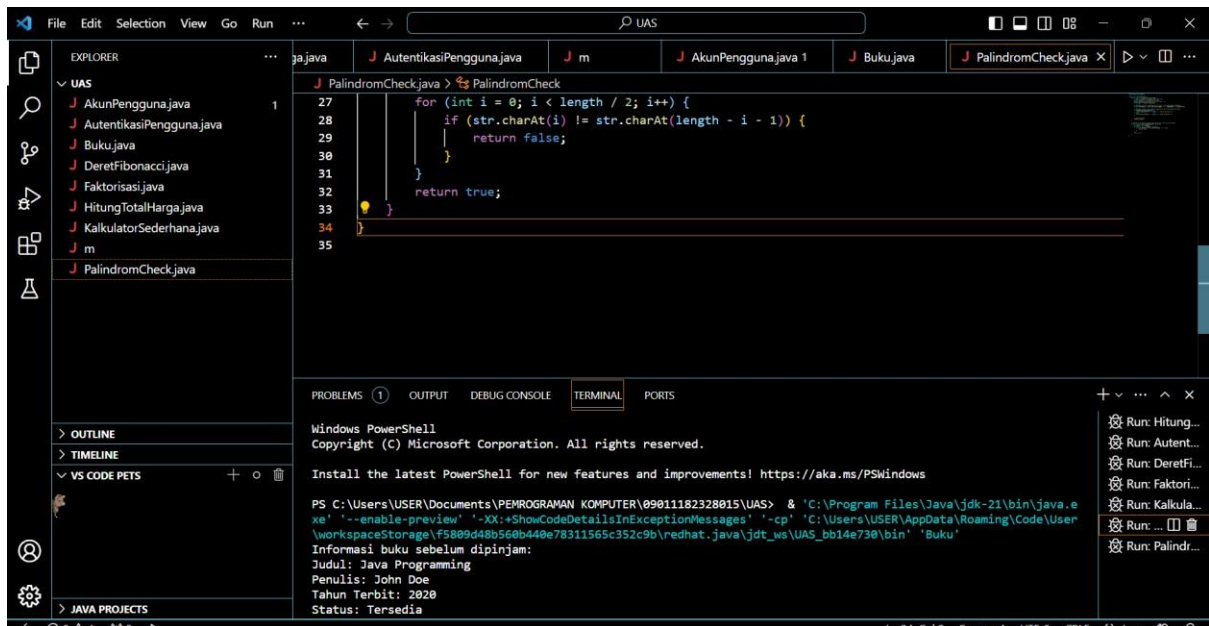 File Edit Selection View Go Run ··· UAS
EXPLORER ···
UAS
AkunPengguna.java 1
AutentikasiPengguna.java
Buku.java
DeretFibonacci.java
Faktorisasi.java
HitungTotalHarga.java
KalkulatorSederhana.java
m
PalindromCheck.java
OUTLINE
TIMELINE
VS CODE PETS
JAVA PROJECTS
ga.java AutentikasiPengguna.java m AkunPengguna.java 1 Buku.java PalindromCheck.java
PalindromCheck.java > PalindromCheck
27 for (int i = 0; i < length / 2; i++) {
28 if (str.charAt(i) != str.charAt(length - i - 1)) {
29 return false;
30 }
31 }
32 return true;
33 }
34 }
35
PROBLEMS 1 OUTPUT DEBUG CONSOLE TERMINAL PORTS
Windows PowerShell
Copyright (C) Microsoft Corporation. All rights reserved.
Install the latest PowerShell for new features and improvements! https://aka.ms/PSWindows
PS C:\Users\USER\Documents\PEMROGRAMAN KOMPUTER\09011182328015\UAS> & 'C:\Program Files\Java\jdk-21\bin\java.e
xe' '--enable-preview' '-XX:+ShowCodeDetailsInExceptionMessages' '-cp' 'C:\Users\USER\AppData\Roaming\Code\User
\workspaceStorage\f5809d48b560b440e78311565c352c9b\redhat.java\jdt_ws\UAS_bb14e730\bin' 'Buku'
Informasi buku sebelum dipinjam:
Judul: Java Programming
Penulis: John Doe
Tahun Terbit: 2020
Status: Tersedia
Run: Hitung...
Run: Autent...
Run: DeretFi...
Run: Faktori...
Run: Kalkula...
Run: ...
Run: Palindr...